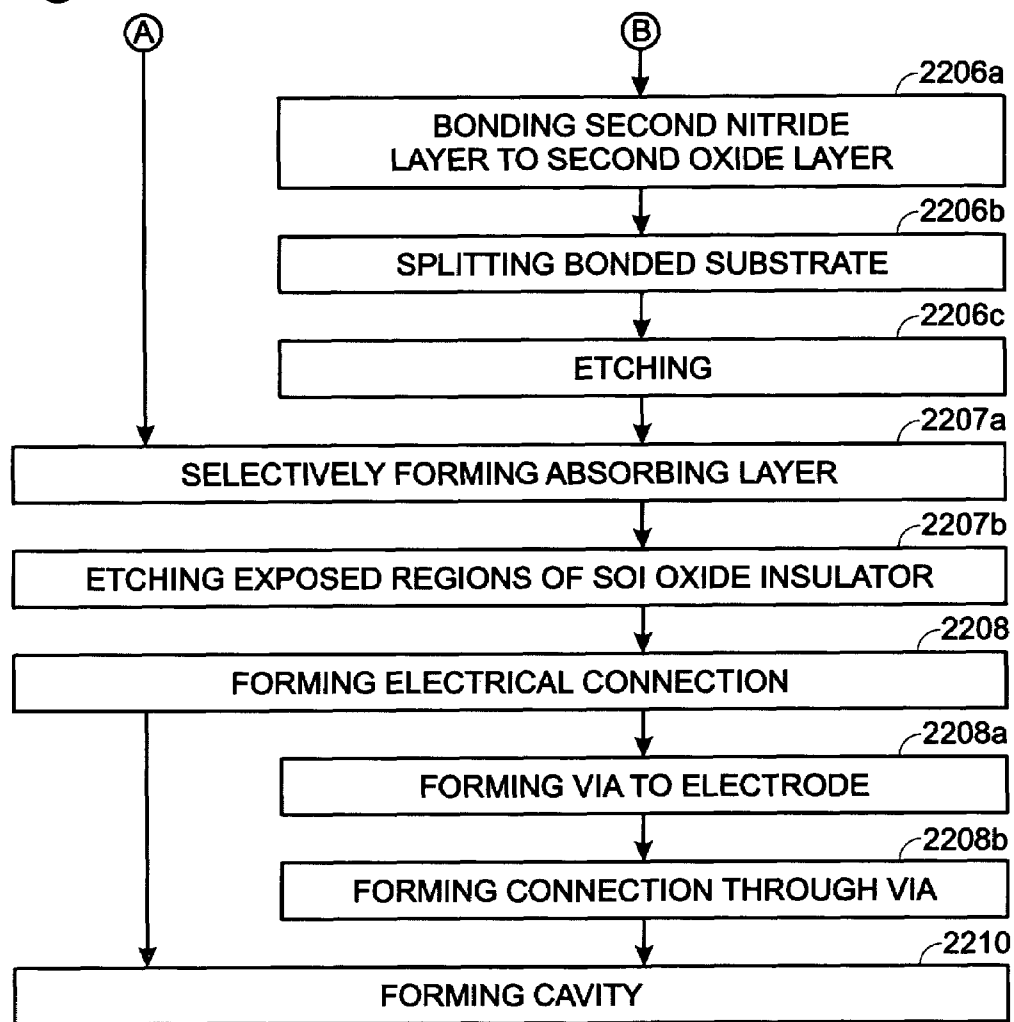 A
B
2206a
BONDING SECOND NITRIDE
LAYER TO SECOND OXIDE LAYER
2206b
SPLITTING BONDED SUBSTRATE
2206c
ETCHING
2207a
SELECTIVELY FORMING ABSORBING LAYER
2207b
ETCHING EXPOSED REGIONS OF SOI OXIDE INSULATOR
2208
FORMING ELECTRICAL CONNECTION
2208a
FORMING VIA TO ELECTRODE
2208b
FORMING CONNECTION THROUGH VIA
2210
FORMING CAVITY